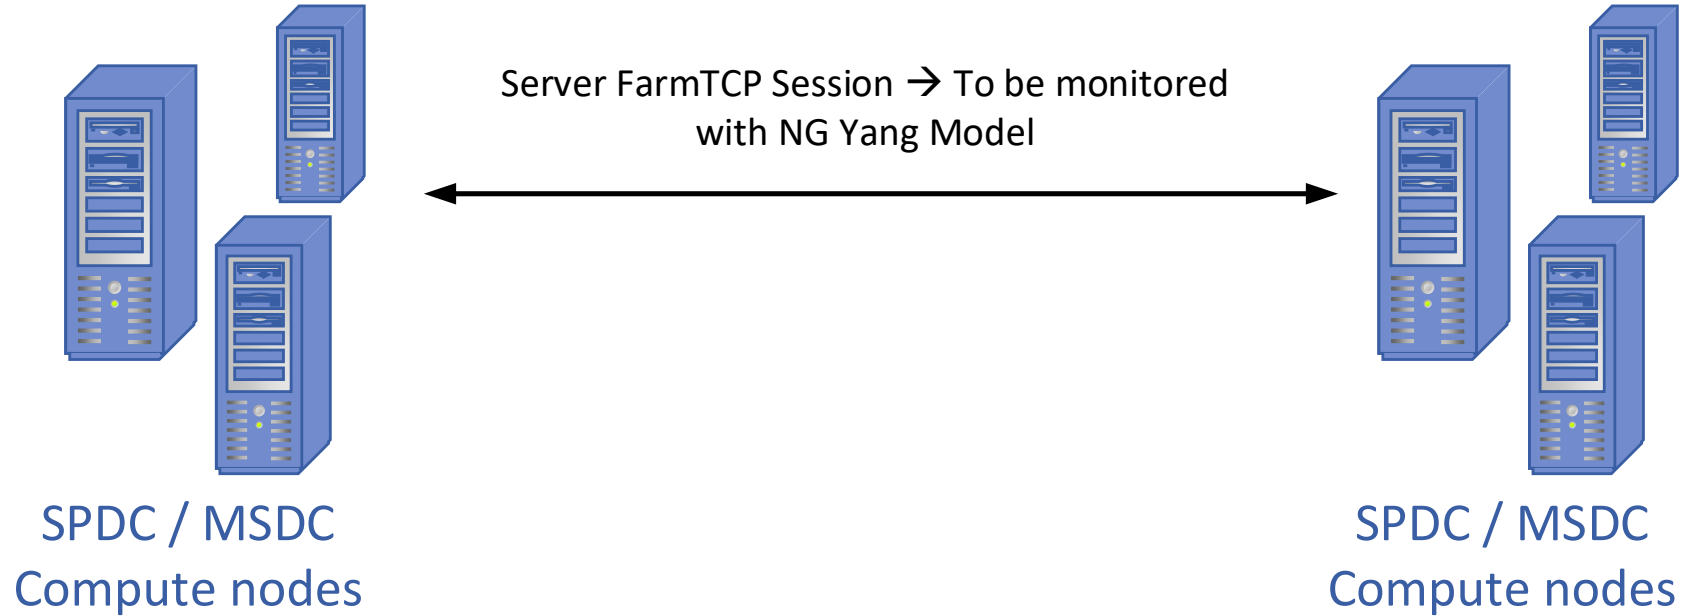 Server FarmTCP Session → To be monitored
with NG Yang Model
SPDC / MSDC
Compute nodes
SPDC / MSDC
Compute nodes